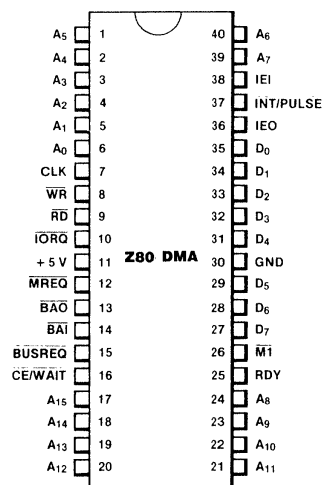 A5 1 40 A6
A4 2 39 A7
A3 3 38 IEI
A2 4 37 INT/PULSE
A1 5 36 IEO
A0 6 35 D0
CLK 7 34 D1
WR 8 33 D2
RD 9 32 D3
IORQ 10 31 D4
+ 5 V 11 Z80 DMA 30 GND
MREQ 12 29 D5
BAO 13 28 D6
BAI 14 27 D7
BUSREQ 15 26 M1
CE/WAIT 16 25 RDY
A15 17 24 A8
A14 18 23 A9
A13 19 22 A10
A12 20 21 A11